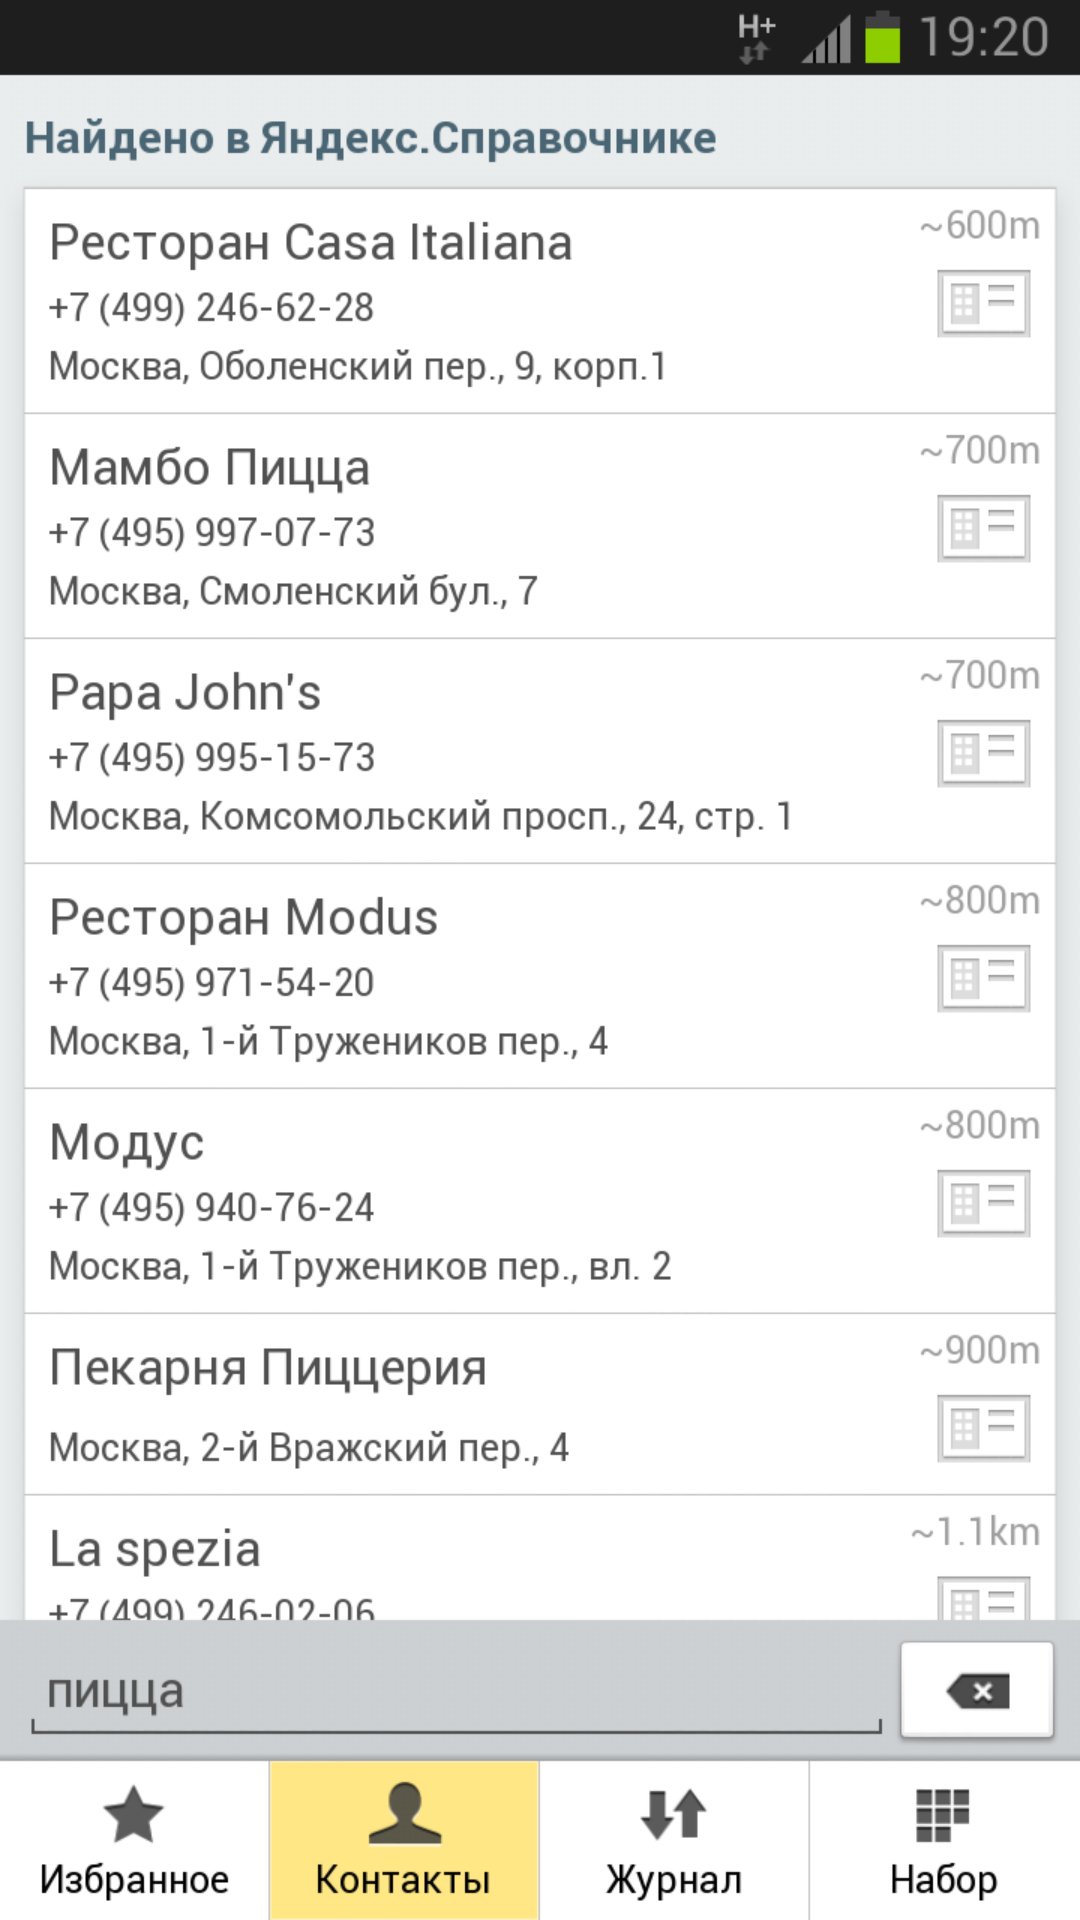 H+ 19:20
Найдено в Яндекс.Справочнике
Ресторан Casa Italiana ~600m
+7 (499) 246-62-28
Москва, Оболенский пер., 9, корп.1
Мамбо Пицца ~700m
+7 (495) 997-07-73
Москва, Смоленский бул., 7
Papa John's ~700m
+7 (495) 995-15-73
Москва, Комсомольский просп., 24, стр. 1
Ресторан Modus ~800m
+7 (495) 971-54-20
Москва, 1-й Тружеников пер., 4
Модус ~800m
+7 (495) 940-76-24
Москва, 1-й Тружеников пер., вл. 2
Пекарня Пиццерия ~900m
Москва, 2-й Вражский пер., 4
La spezia ~1.1km
+7 (499) 246-02-06
пицца
Избранное Контакты Журнал Набор